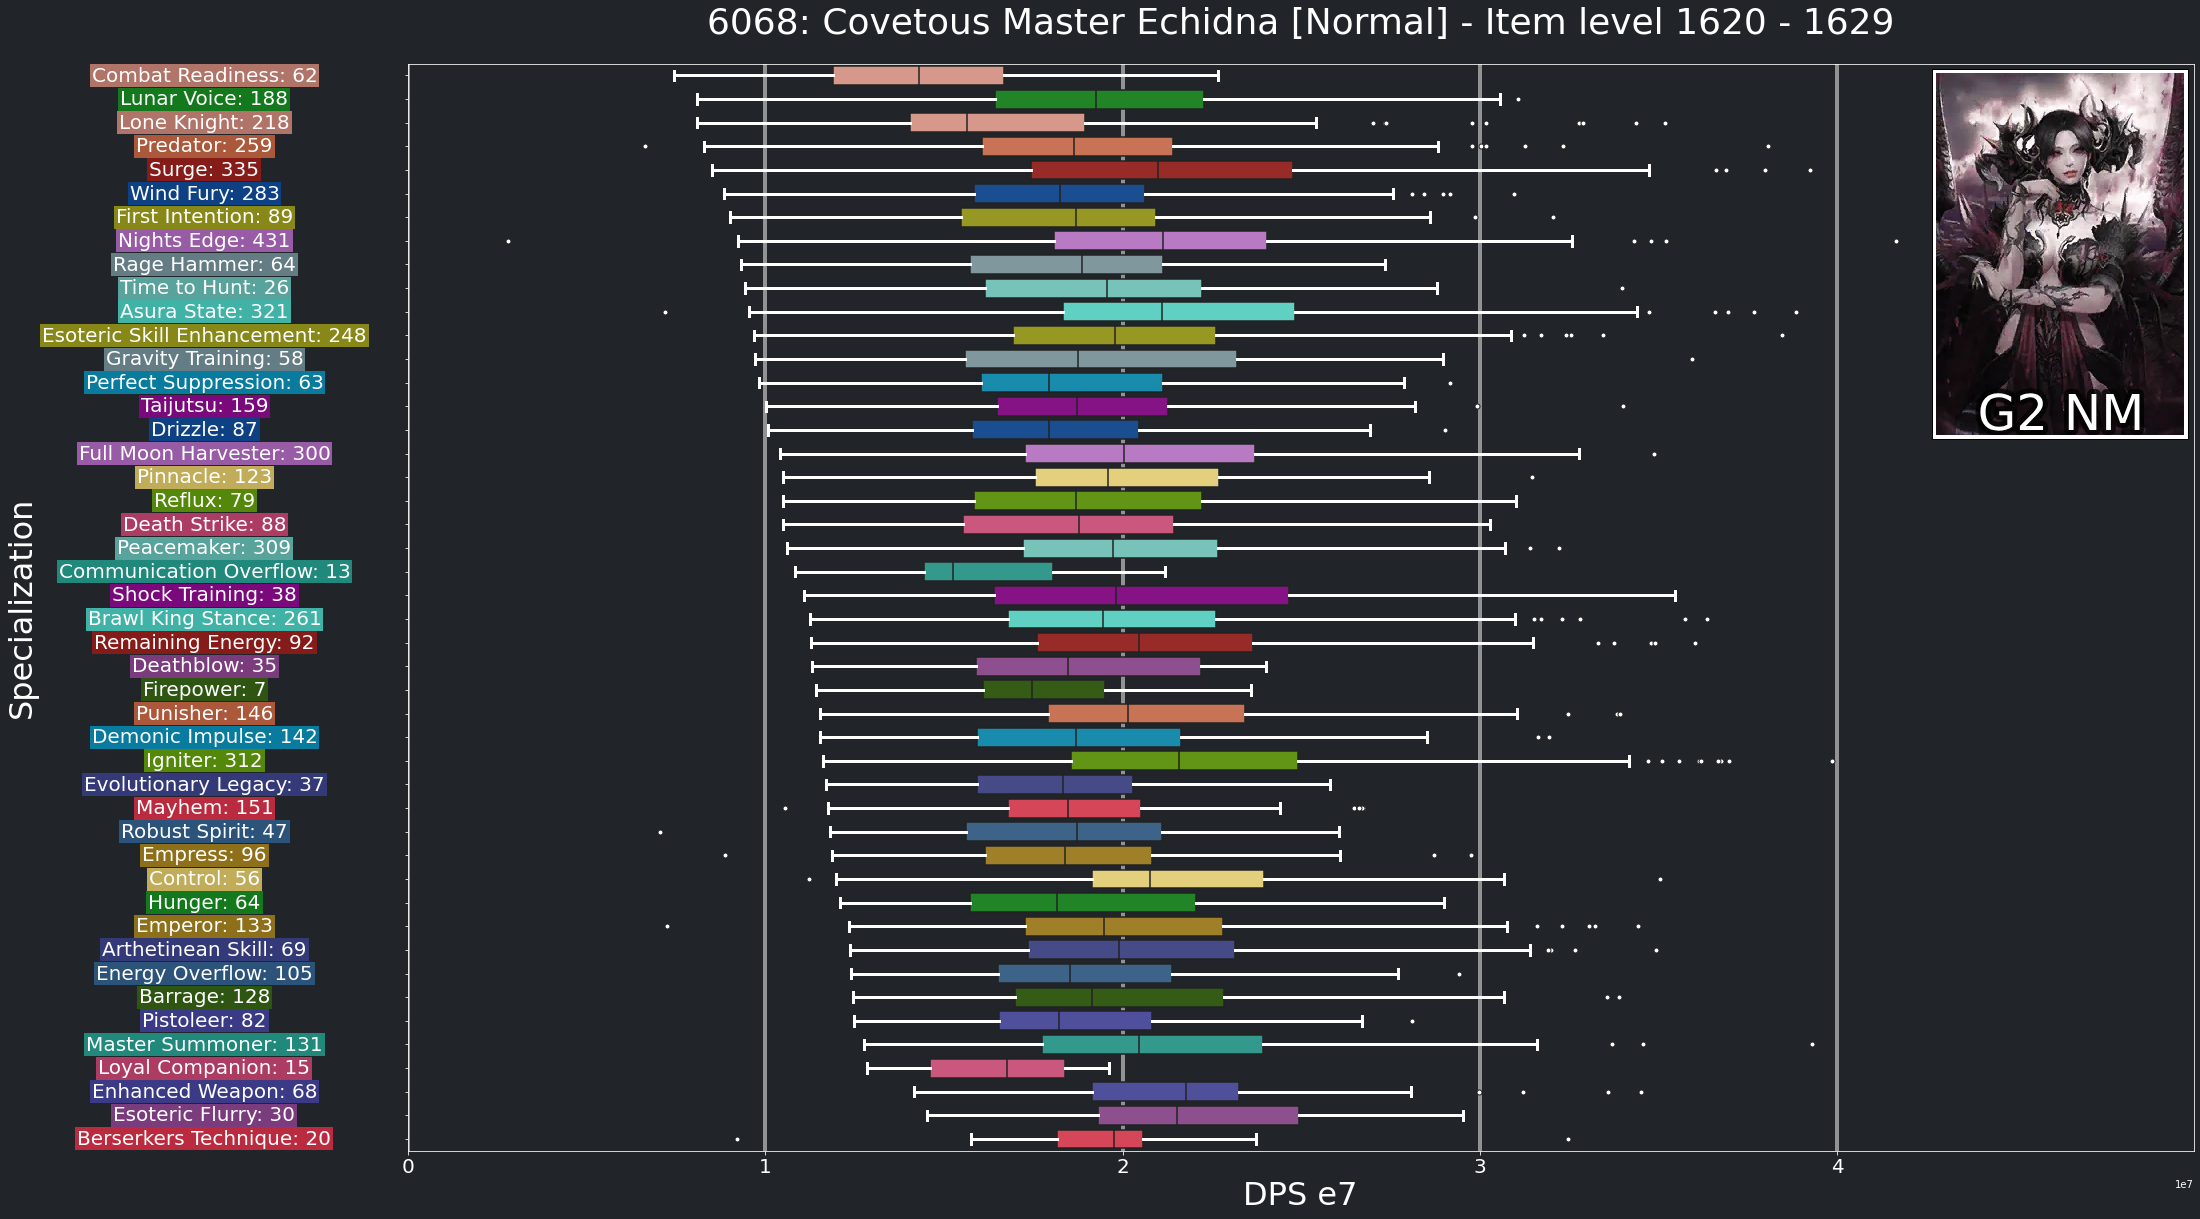 6068: Covetous Master Echidna [Normal] - Item level 1620 - 1629
Specialization
Combat Readiness: 62
Lunar Voice: 188
Lone Knight: 218
Predator: 259
Surge: 335
Wind Fury: 283
First Intention: 89
Nights Edge: 431
Rage Hammer: 64
Time to Hunt: 26
Asura State: 321
Esoteric Skill Enhancement: 248
Gravity Training: 58
Perfect Suppression: 63
Taijutsu: 159
Drizzle: 87
Full Moon Harvester: 300
Pinnacle: 123
Reflux: 79
Death Strike: 88
Peacemaker: 309
Communication Overflow: 13
Shock Training: 38
Brawl King Stance: 261
Remaining Energy: 92
Deathblow: 35
Firepower: 7
Punisher: 146
Demonic Impulse: 142
Igniter: 312
Evolutionary Legacy: 37
Mayhem: 151
Robust Spirit: 47
Empress: 96
Control: 56
Hunger: 64
Emperor: 133
Arthetinean Skill: 69
Energy Overflow: 105
Barrage: 128
Pistoleer: 82
Master Summoner: 131
Loyal Companion: 15
Enhanced Weapon: 68
Esoteric Flurry: 30
Berserkers Technique: 20
G2 NM
0 1 2 3 4
1e7
DPS e7